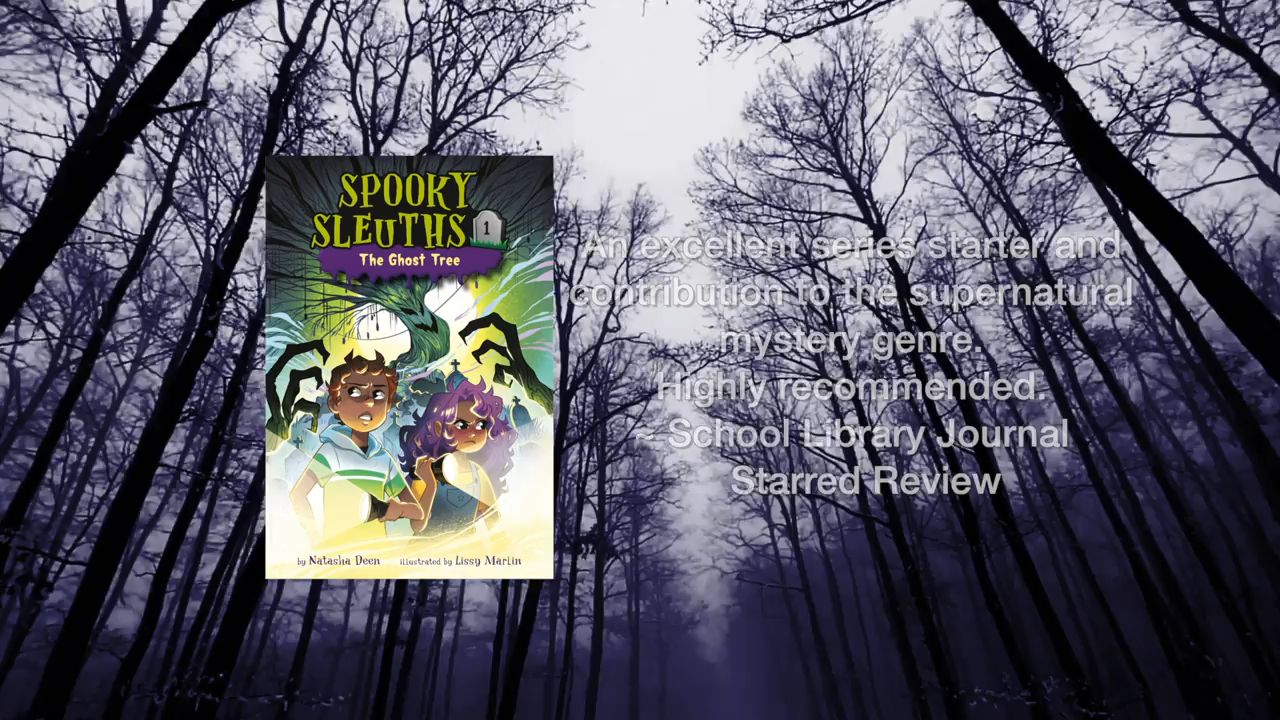 SPOOKY
SLEUTHS
1
The Ghost Tree
by Natasha Deen illustrated by Lissy Marlin
An excellent series starter and
contribution to the supernatural
mystery genre.
Highly recommended.
~ School Library Journal
Starred Review